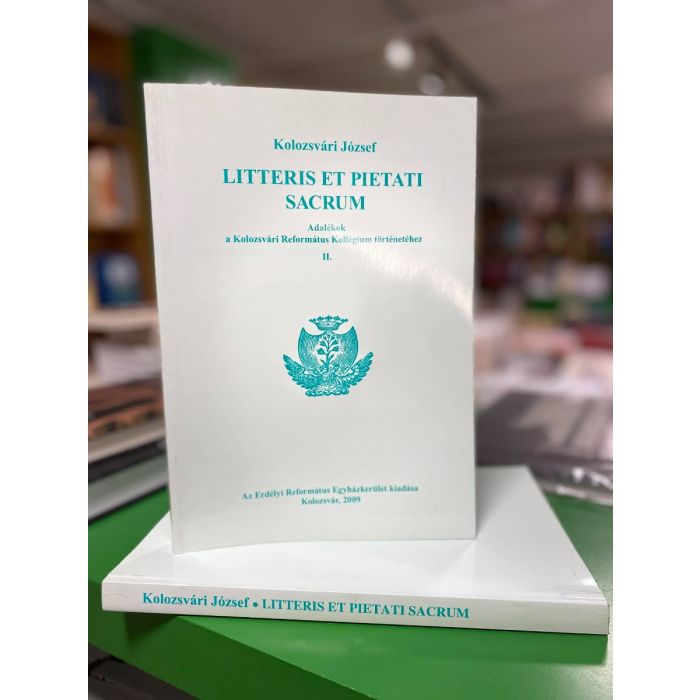 Kolozsvári József
LITTERIS ET PIETATI
SACRUM
Adalékok
a Kolozsvári Református Kollégium történetéhez
II.
Az Erdélyi Református Egyházkerület kiadása
Kolozsvár, 2009
Kolozsvári József • LITTERIS ET PIETATI SACRUM